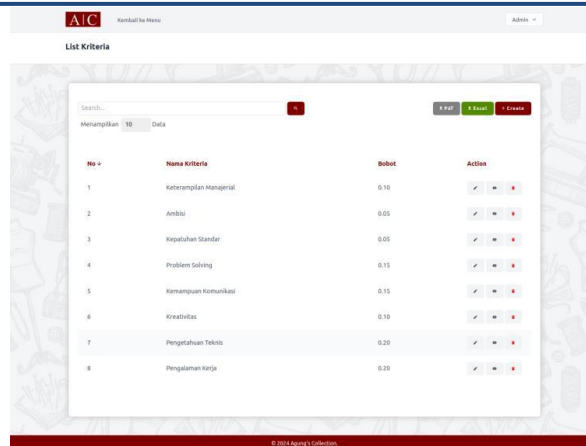 A|C Kembali ke Menu Admin
List Kriteria
Search... PDF Excel + Create
Menampilkan 10 Data
No ↓ Nama Kriteria Bobot Action
1 Keterampilan Manajerial 0.10
2 Ambisi 0.05
3 Kepatuhan Standar 0.05
4 Problem Solving 0.15
5 Kemampuan Komunikasi 0.15
6 Kreativitas 0.10
7 Pengetahuan Teknis 0.20
8 Pengalaman Kerja 0.20
© 2024 Agung's Collection.